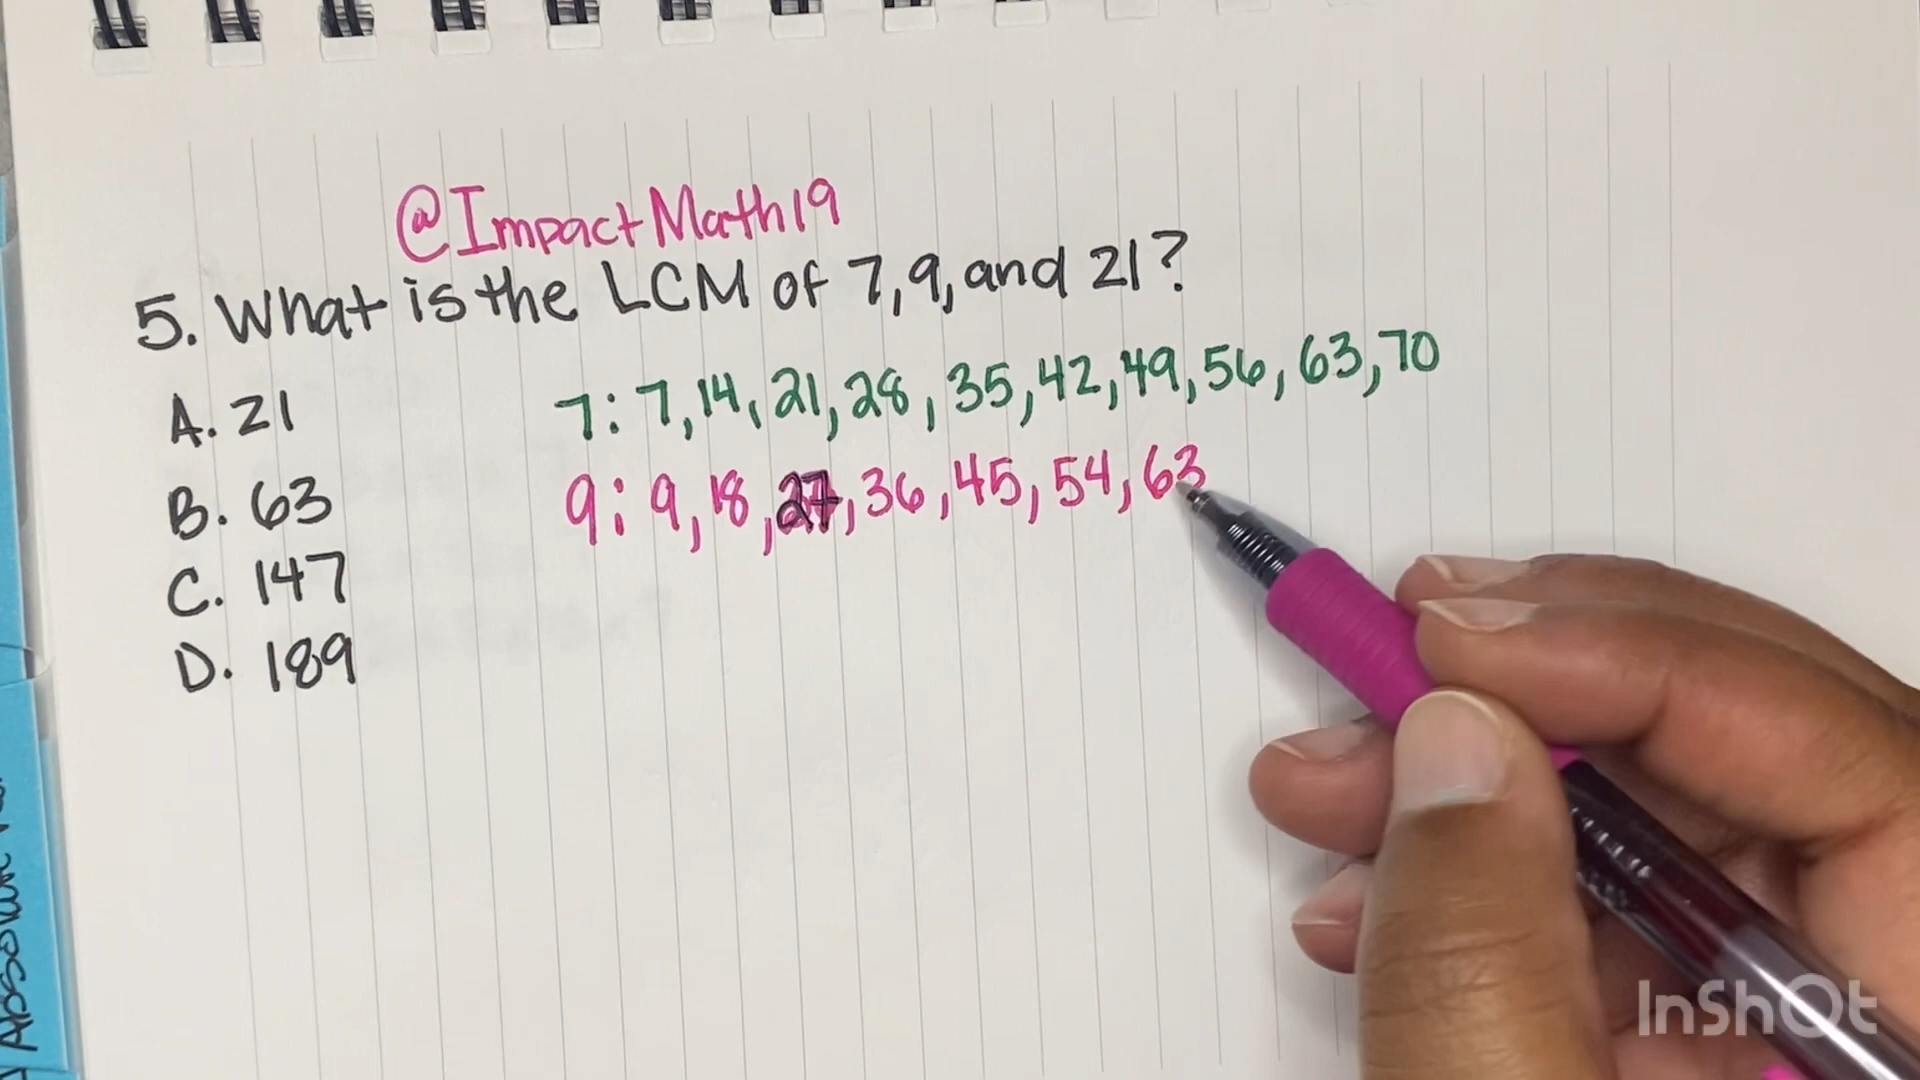 @ImpactMath19
5. What is the LCM of 7, 9, and 21?
A. 21
B. 63
C. 147
D. 189
7: 7, 14, 21, 28, 35, 42, 49, 56, 63, 70
9: 9, 18, 27, 36, 45, 54, 63
Absolute
InShOt